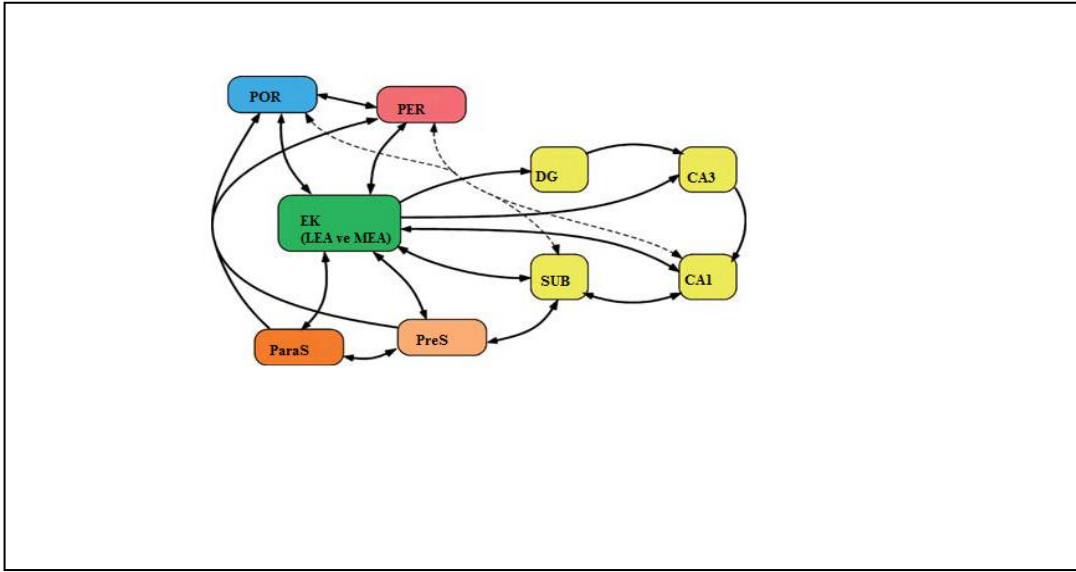 POR
PER
DG
CA3
EK
(LEA ve MEA)
SUB
CA1
ParaS
PreS